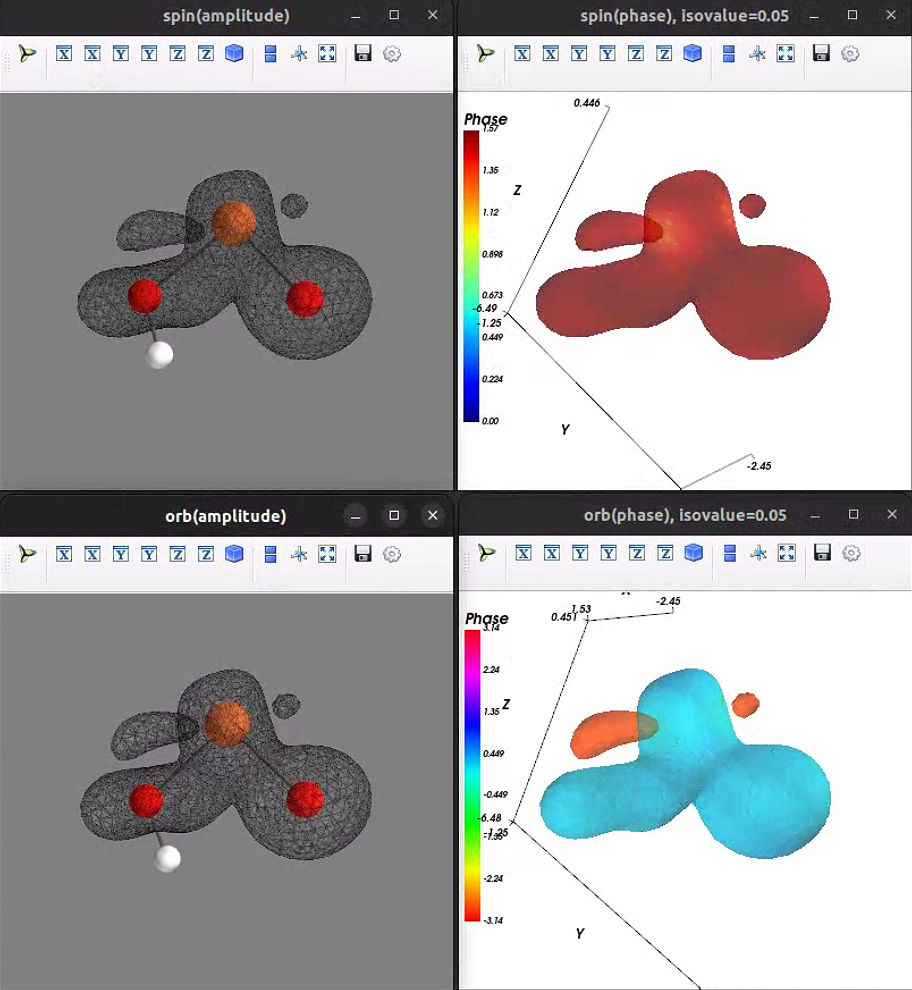 spin(amplitude)
X X Y Y Z Z
spin(phase), isovalue=0.05
X X Y Y Z Z
0.446
Phase
1.57
1.35
Z
1.12
0.898
0.673
-6.49
-1.25
0.449
0.224
0.00
Y
-2.45
orb(amplitude)
X X Y Y Z Z
orb(phase), isovalue=0.05
X X Y Y Z Z
-2.45
1.53
0.451
Phase
3.14
2.24
Z
1.35
0.449
-0.449
-6.48
-1.25
-2.24
-3.14
Y